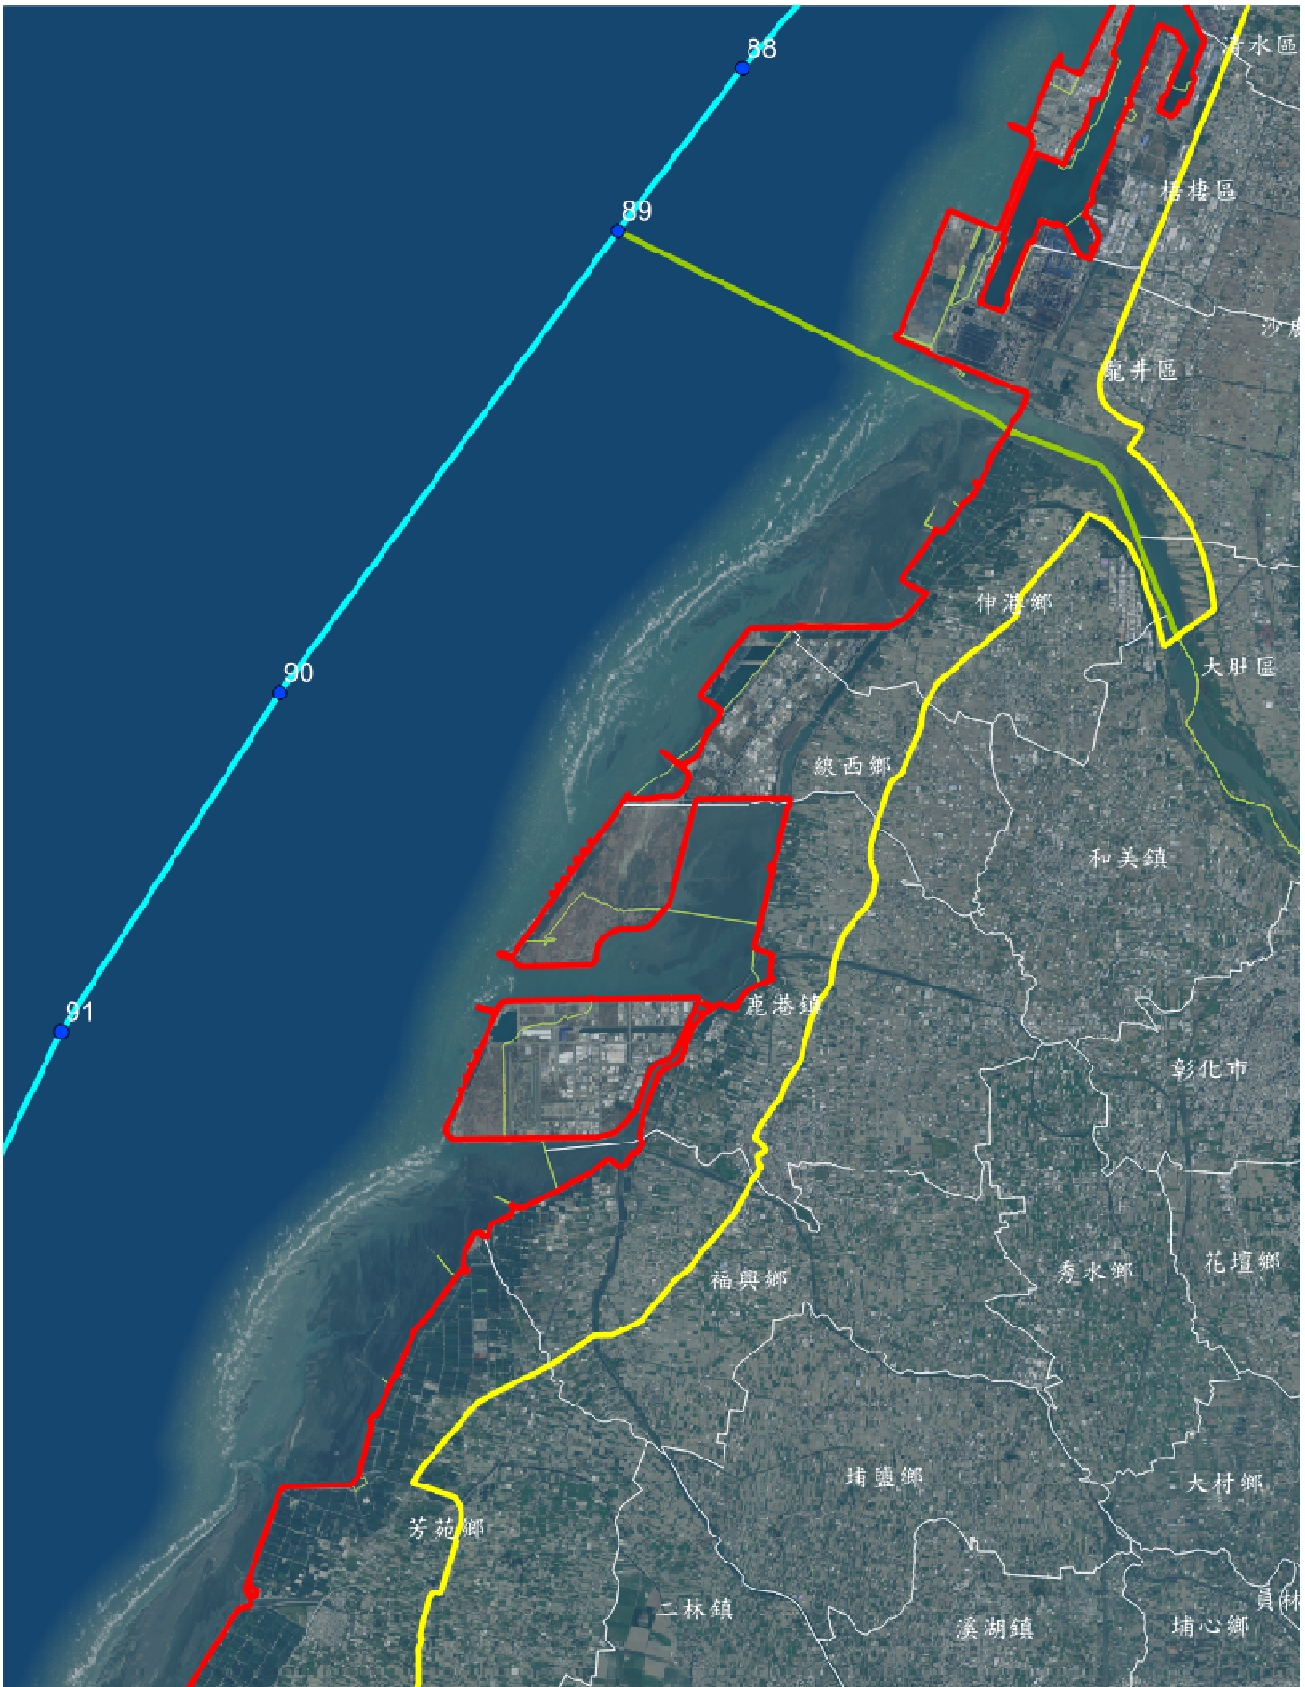 88
清水區
89
梧棲區
龍井區
伸港鄉
大肚區
90
線西鄉
和美鎮
91
鹿港鎮
彰化市
福興鄉
秀水鄉
花壇鄉
埔鹽鄉
大村鄉
芳苑鄉
二林鎮
溪湖鎮
埔心鄉
員林